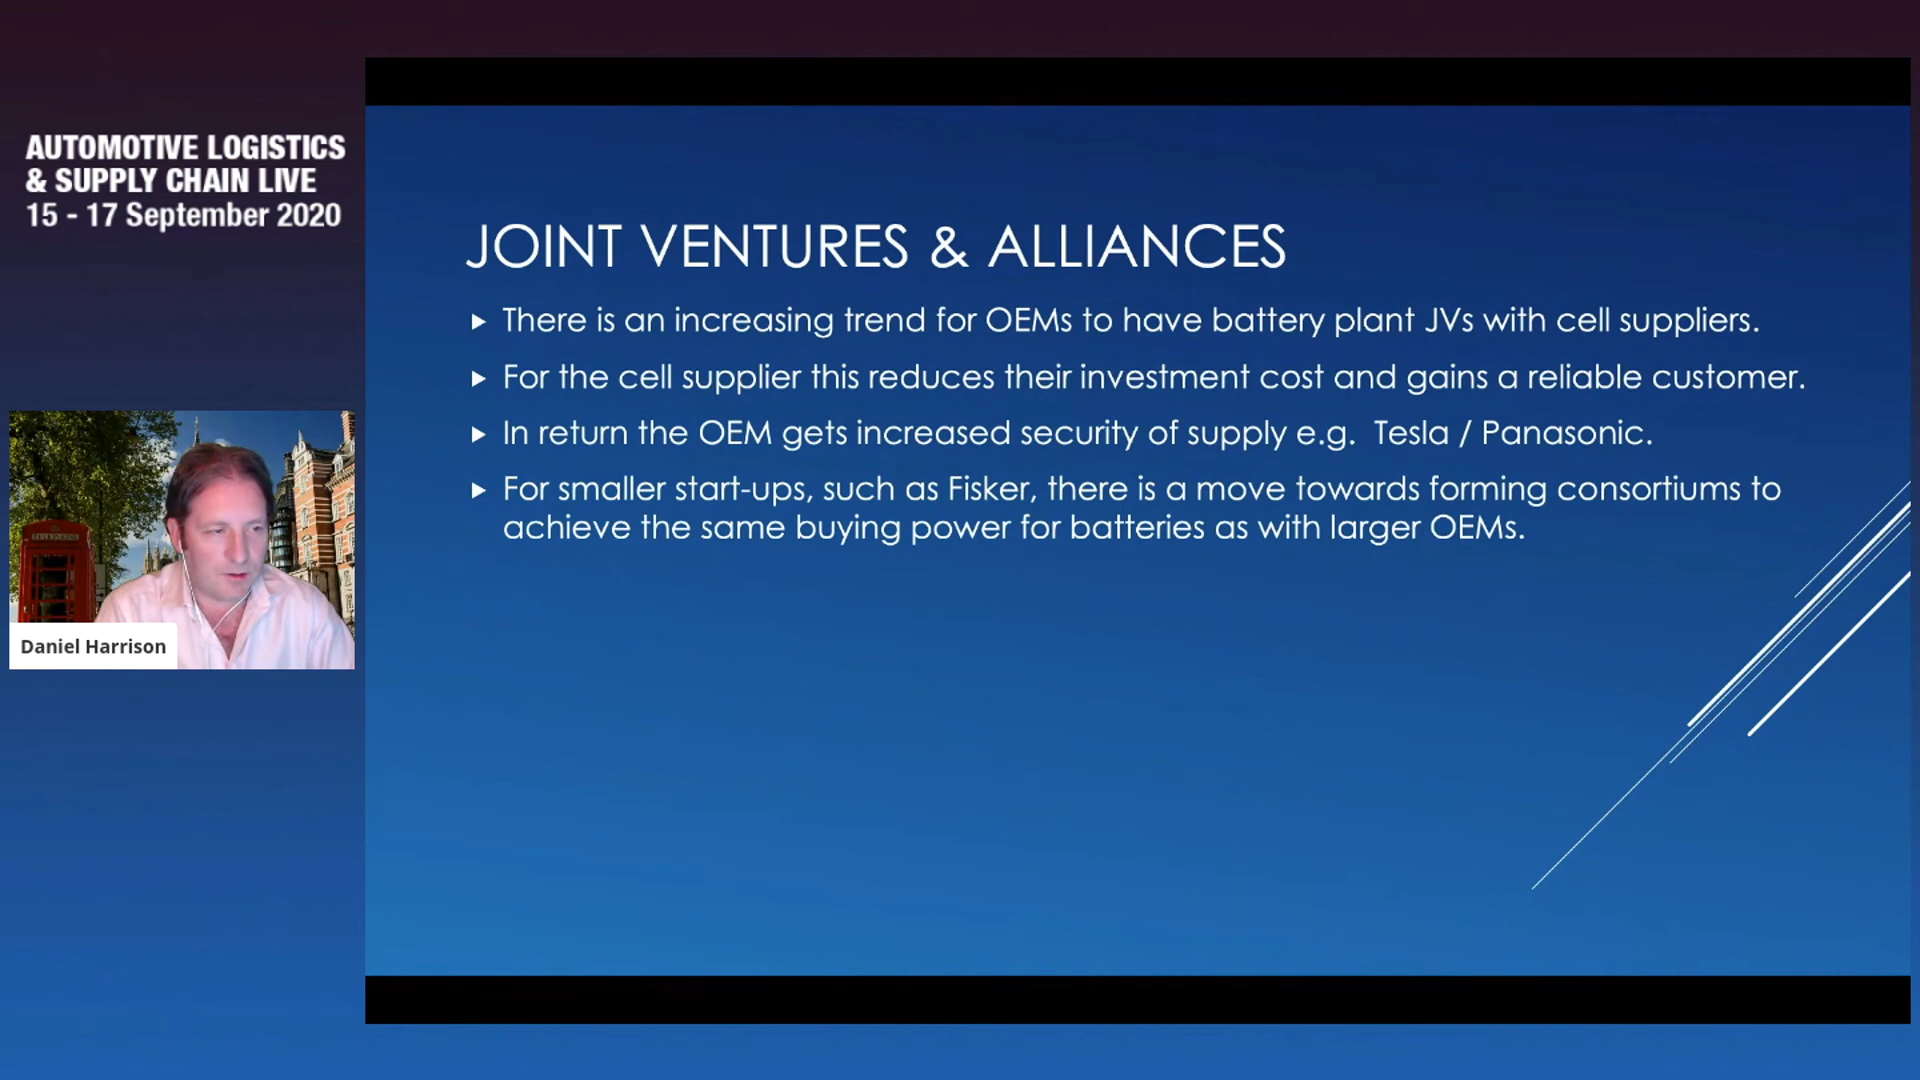 AUTOMOTIVE LOGISTICS
& SUPPLY CHAIN LIVE
15 - 17 September 2020
JOINT VENTURES & ALLIANCES
There is an increasing trend for OEMs to have battery plant JVs with cell suppliers.
For the cell supplier this reduces their investment cost and gains a reliable customer.
In return the OEM gets increased security of supply e.g. Tesla / Panasonic.
For smaller start-ups, such as Fisker, there is a move towards forming consortiums to
achieve the same buying power for batteries as with larger OEMs.
TELEPHONE
Daniel Harrison